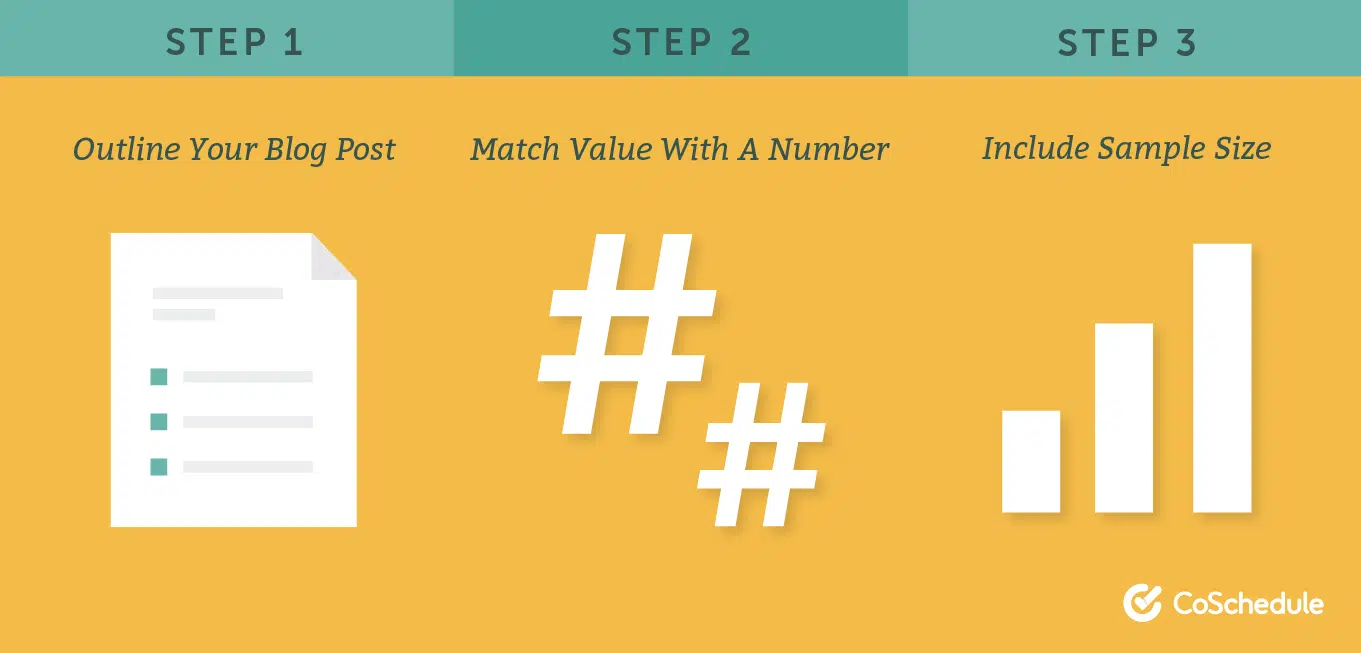 STEP 1
STEP 2
STEP 3
Outline Your Blog Post
Match Value With A Number
Include Sample Size
##
CoSchedule